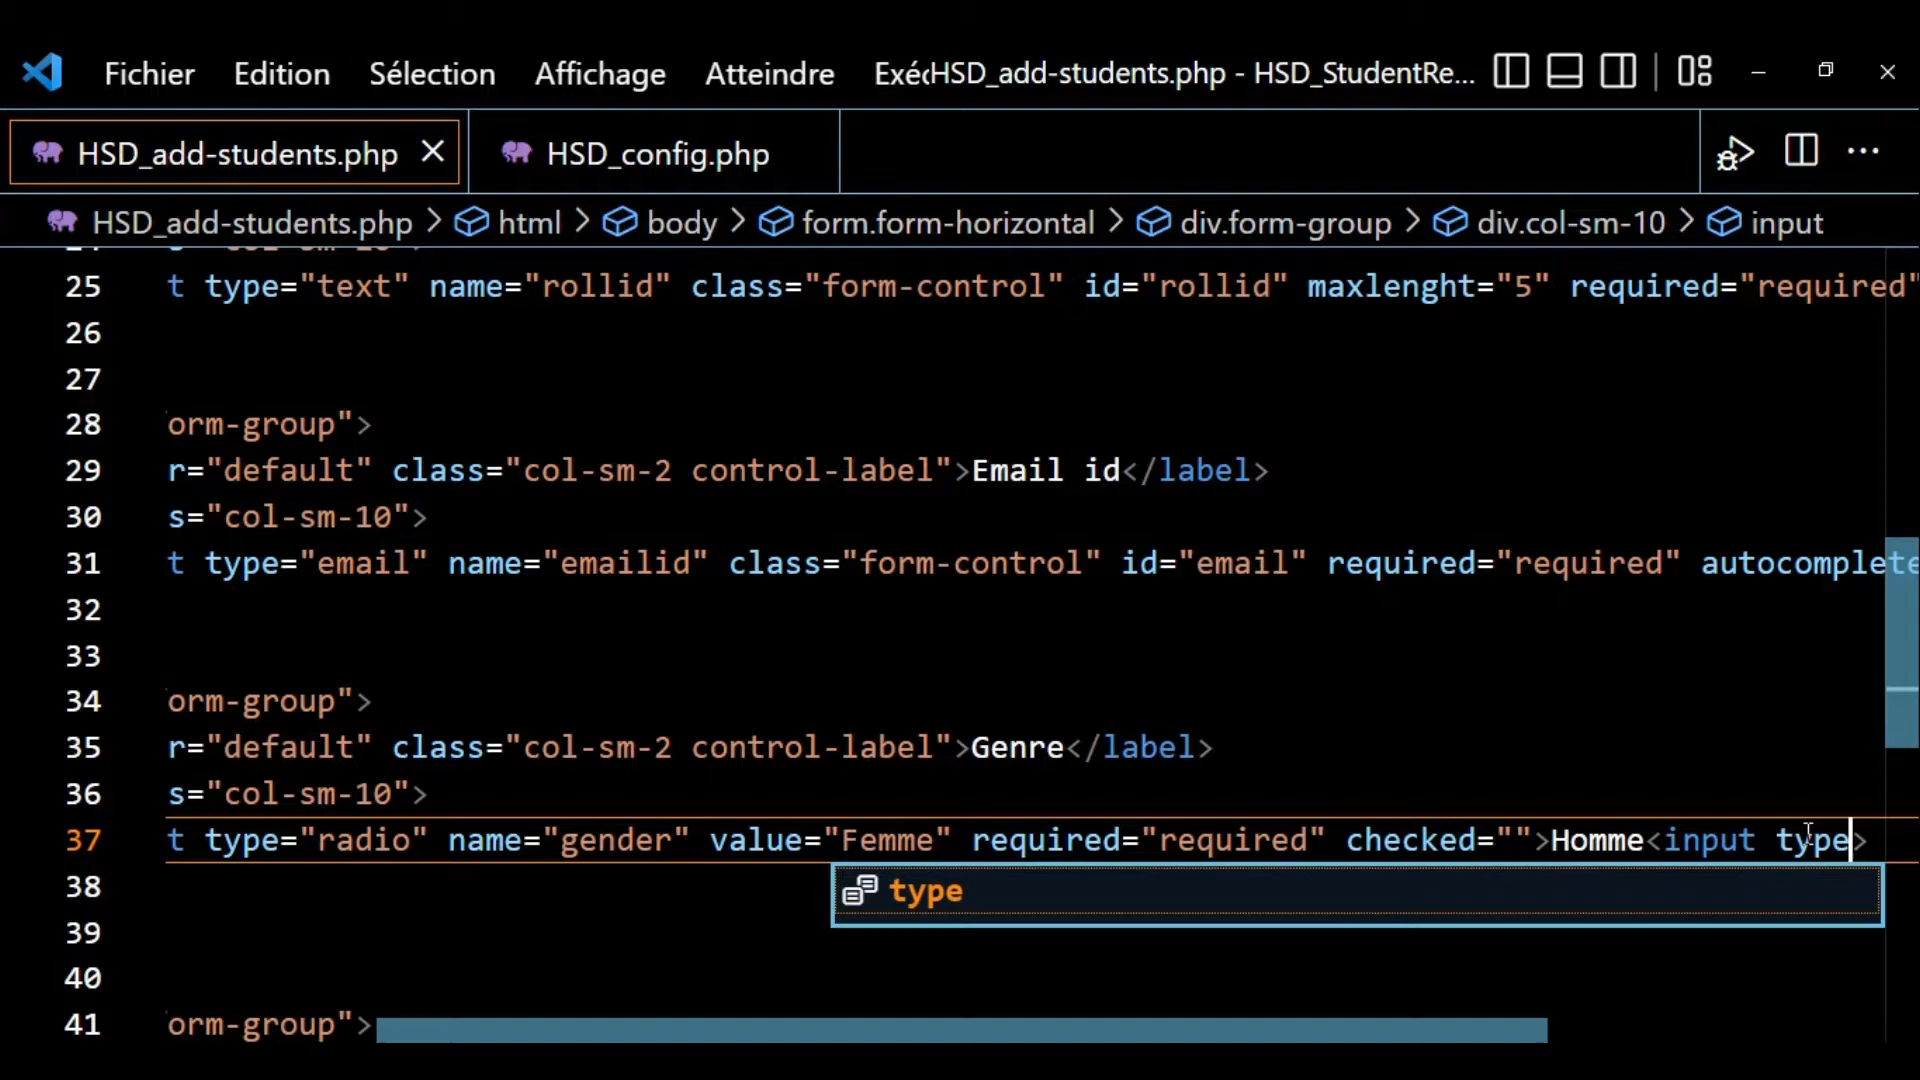 Fichier Edition Sélection Affichage Atteindre Exé HSD_add-students.php - HSD_StudentRe...
HSD_add-students.php HSD_config.php
HSD_add-students.php > html > body > form.form-horizontal > div.form-group > div.col-sm-10 > input
25 t type="text" name="rollid" class="form-control" id="rollid" maxlenght="5" required="required"
26
27
28 orm-group">
29 r="default" class="col-sm-2 control-label">Email id</label>
30 s="col-sm-10">
31 t type="email" name="emailid" class="form-control" id="email" required="required" autocomplete
32
33
34 orm-group">
35 r="default" class="col-sm-2 control-label">Genre</label>
36 s="col-sm-10">
37 t type="radio" name="gender" value="Femme" required="required" checked="">Homme<input type>
type
38
39
40
41 orm-group">